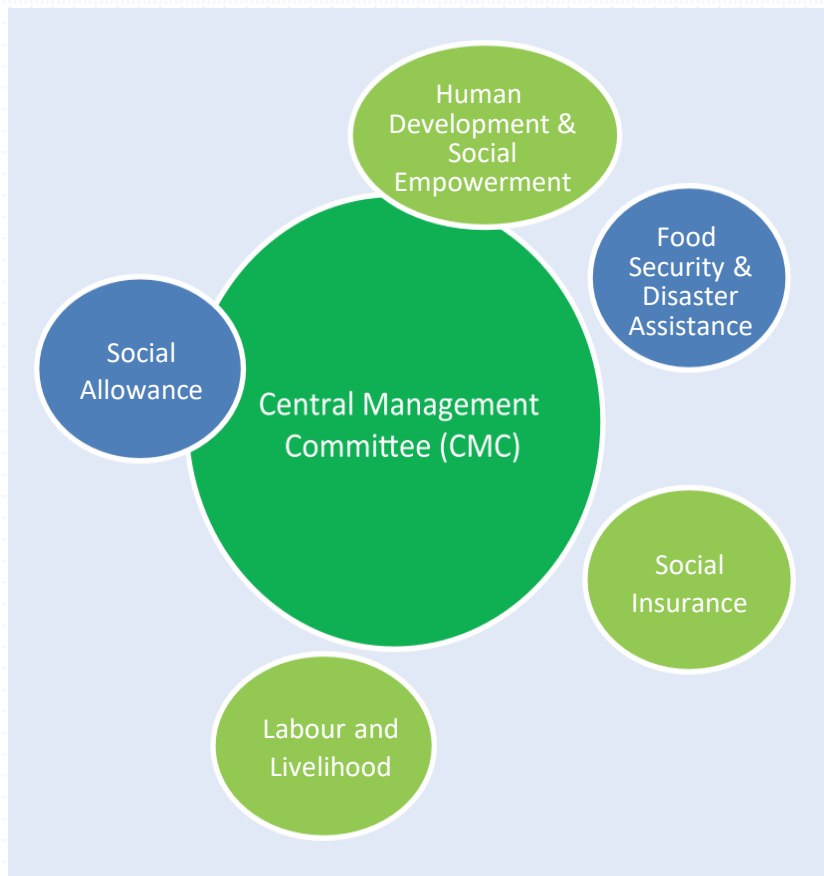 Human
Development &
Social
Empowerment
Food
Security &
Disaster
Assistance
Social
Allowance
Central Management
Committee (CMC)
Social
Insurance
Labour and
Livelihood